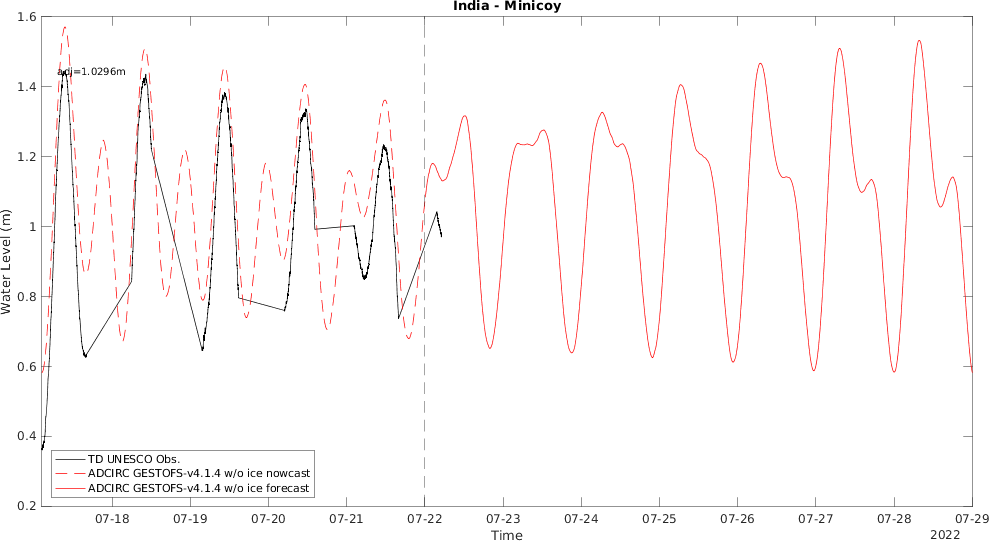 India - Minicoy
1.6
1.4
1.2
1
0.8
0.6
0.4
0.2
Water Level (m)
adj=1.0296m
TD UNESCO Obs.
ADCIRC GESTOFS-v4.1.4 w/o ice nowcast
ADCIRC GESTOFS-v4.1.4 w/o ice forecast
07-18 07-19 07-20 07-21 07-22 07-23 07-24 07-25 07-26 07-27 07-28 07-29
Time
2022